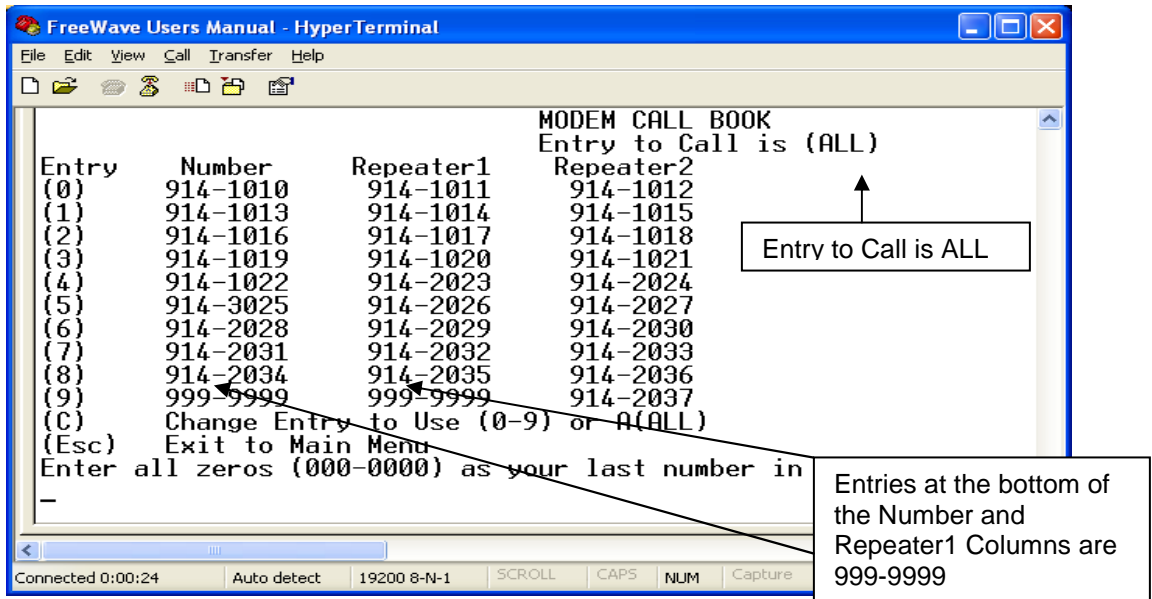 FreeWave Users Manual - HyperTerminal
File Edit View Call Transfer Help
MODEM CALL BOOK
Entry to Call is (ALL)
Entry Number Repeater1 Repeater2
(0) 914-1010 914-1011 914-1012
(1) 914-1013 914-1014 914-1015
(2) 914-1016 914-1017 914-1018
(3) 914-1019 914-1020 914-1021
(4) 914-1022 914-2023 914-2024
(5) 914-3025 914-2026 914-2027
(6) 914-2028 914-2029 914-2030
(7) 914-2031 914-2032 914-2033
(8) 914-2034 914-2035 914-2036
(9) 999-9999 999-9999 914-2037
(C) Change Entry to Use (0-9) or A(ALL)
(Esc) Exit to Main Menu
Enter all zeros (000-0000) as your last number in
_
Entry to Call is ALL
Entries at the bottom of
the Number and
Repeater1 Columns are
999-9999
Connected 0:00:24 Auto detect 19200 8-N-1 SCROLL CAPS NUM Capture